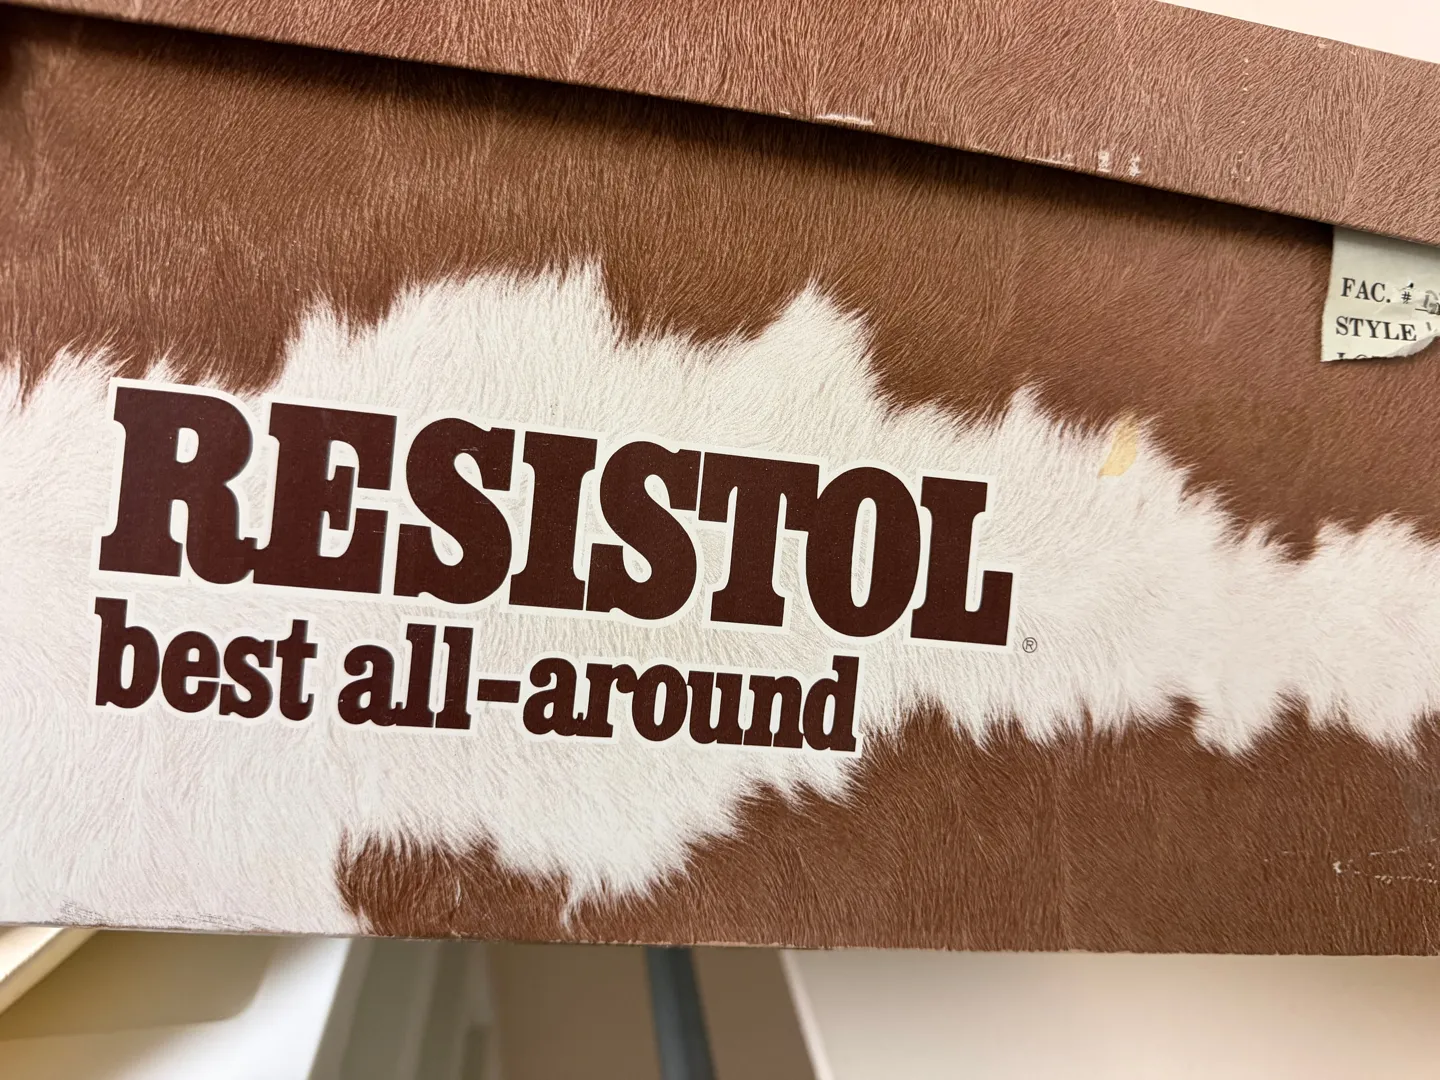 RESISTOL®
best all-around
FAC. #
STYLE